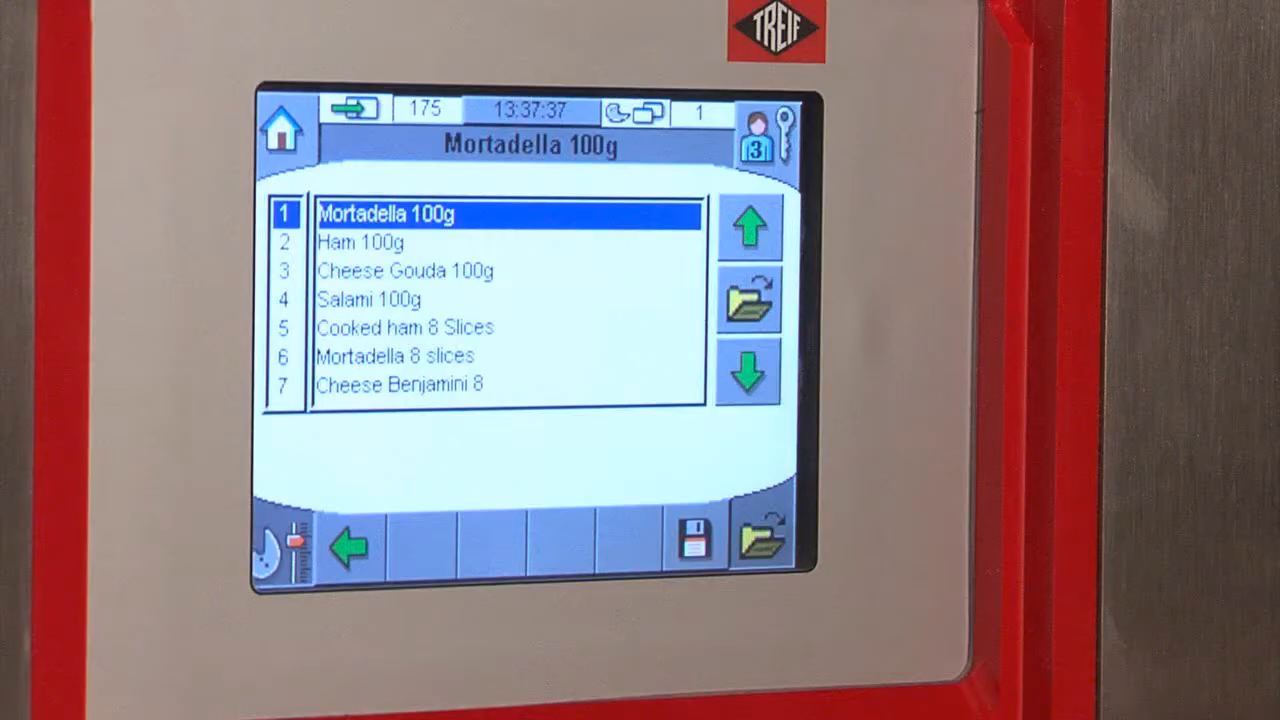 TREIF
175 13:37:37 1
Mortadella 100g
3
1 Mortadella 100g
2 Ham 100g
3 Cheese Gouda 100g
4 Salami 100g
5 Cooked ham 8 Slices
6 Mortadella 8 slices
7 Cheese Benjamini 8